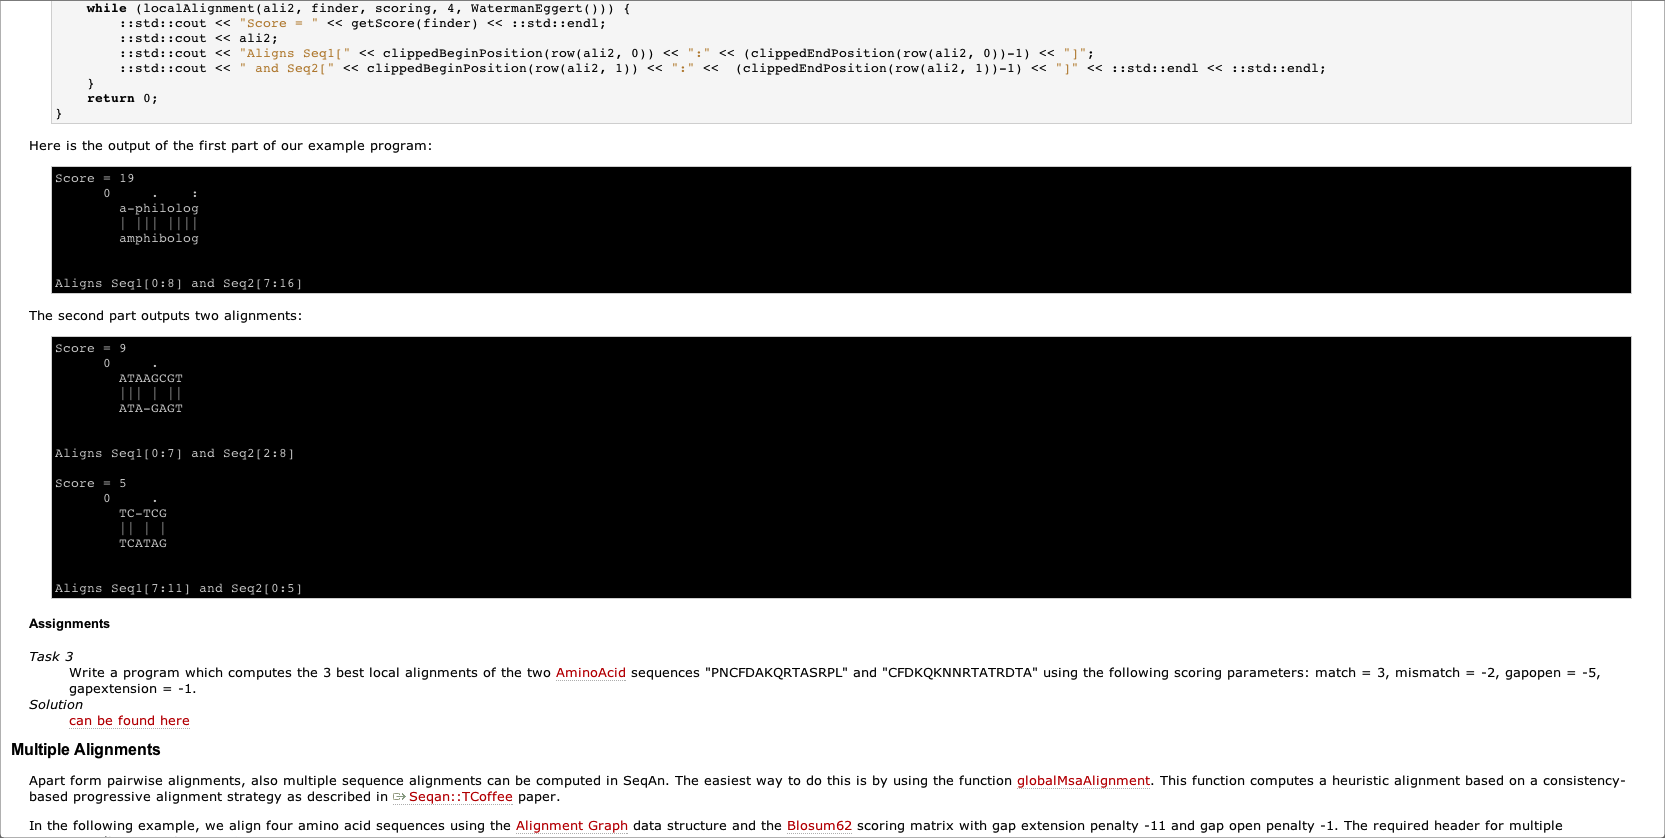 while (localAlignment(ali2, finder, scoring, 4, WatermanEggert())) {
        ::std::cout << "Score = " << getScore(finder) << ::std::endl;
        ::std::cout << ali2;
        ::std::cout << "Aligns Seq1[" << clippedBeginPosition(row(ali2, 0)) << ":" << (clippedEndPosition(row(ali2, 0))-1) << "]";
        ::std::cout << " and Seq2[" << clippedBeginPosition(row(ali2, 1)) << ":" <<  (clippedEndPosition(row(ali2, 1))-1) << "]" << ::std::endl << ::std::endl;
    }
    return 0;
}
Here is the output of the first part of our example program:
Score = 19
      0     .    :
        a-philolog
        | ||| ||||
        amphibolog
Aligns Seq1[0:8] and Seq2[7:16]
The second part outputs two alignments:
Score = 9
      0     .
        ATAAGCGT
        ||| | ||
        ATA-GAGT
Aligns Seq1[0:7] and Seq2[2:8]
Score = 5
      0     .
        TC-TCG
        || | |
        TCATAG
Aligns Seq1[7:11] and Seq2[0:5]
Assignments
Task 3
Write a program which computes the 3 best local alignments of the two AminoAcid sequences "PNCFDAKQRTASRPL" and "CFDKQKNNRTATRDTA" using the following scoring parameters: match = 3, mismatch = -2, gapopen = -5,
gapextension = -1.
Solution
can be found here
Multiple Alignments
Apart form pairwise alignments, also multiple sequence alignments can be computed in SeqAn. The easiest way to do this is by using the function globalMsaAlignment. This function computes a heuristic alignment based on a consistency-
based progressive alignment strategy as described in Seqan::TCoffee paper.
In the following example, we align four amino acid sequences using the Alignment Graph data structure and the Blosum62 scoring matrix with gap extension penalty -11 and gap open penalty -1. The required header for multiple